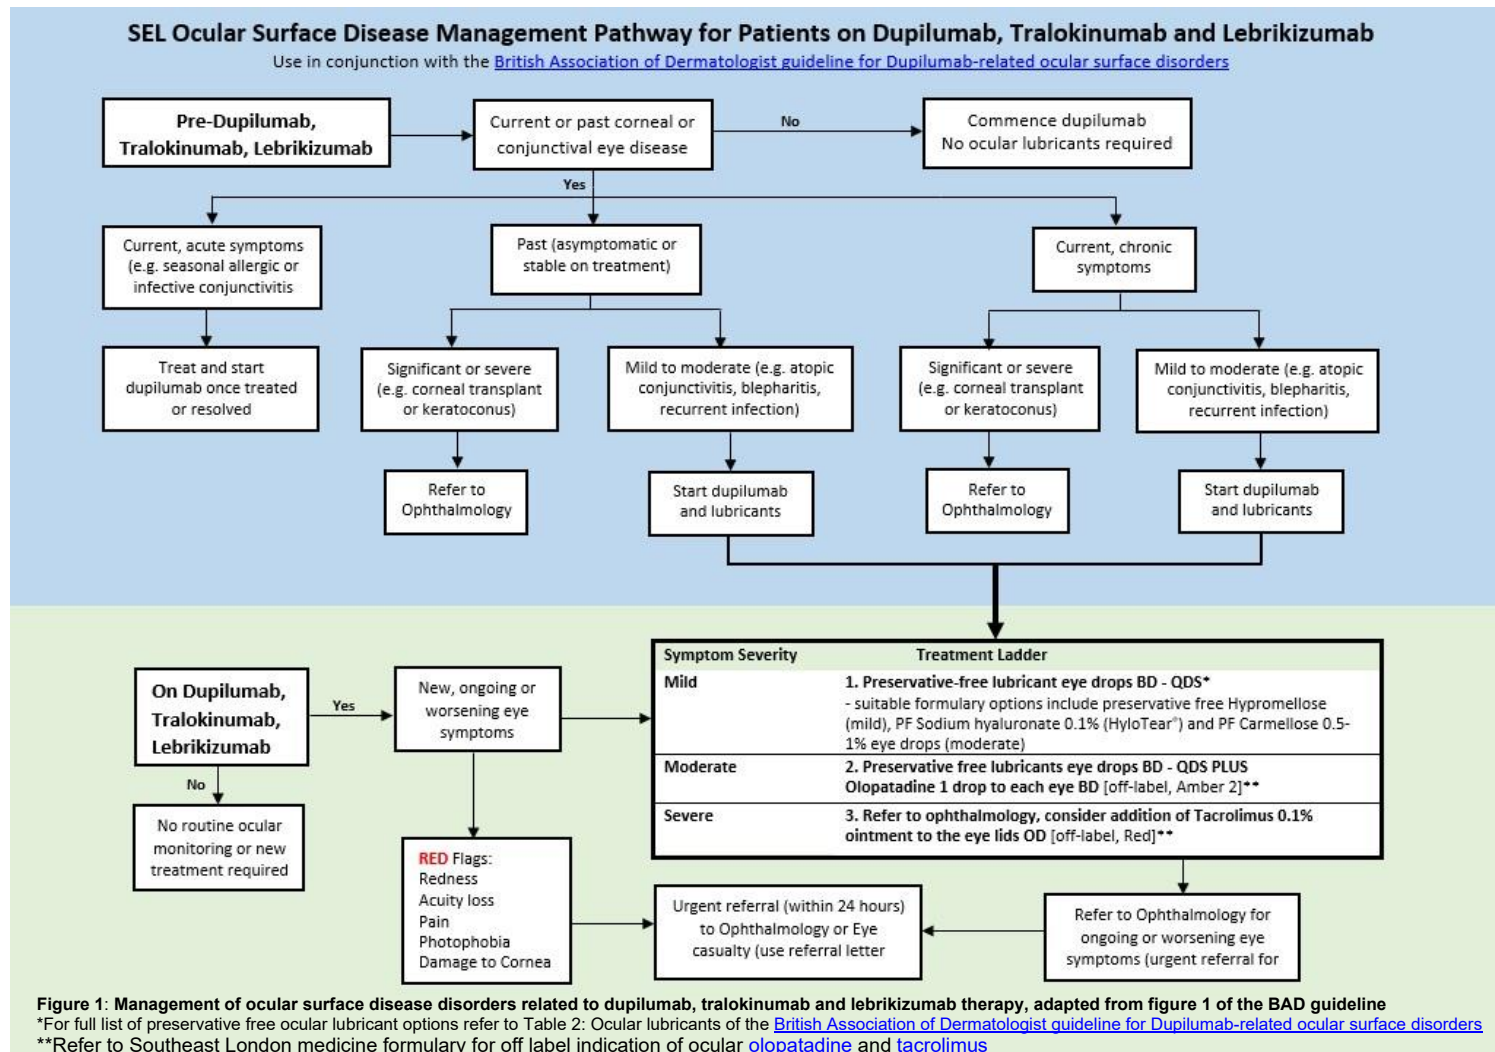 SEL Ocular Surface Disease Management Pathway for Patients on Dupilumab, Tralokinumab and Lebrikizumab
Use in conjunction with the British Association of Dermatologist guideline for Dupilumab-related ocular surface disorders
Pre-Dupilumab,
Tralokinumab, Lebrikizumab
Current or past corneal or
conjunctival eye disease
No
Commence dupilumab
No ocular lubricants required
Yes
Current, acute symptoms
(e.g. seasonal allergic or
infective conjunctivitis
Past (asymptomatic or
stable on treatment)
Current, chronic
symptoms
Treat and start
dupilumab once treated
or resolved
Significant or severe
(e.g. corneal transplant
or keratoconus)
Mild to moderate (e.g. atopic
conjunctivitis, blepharitis,
recurrent infection)
Significant or severe
(e.g. corneal transplant
or keratoconus)
Mild to moderate (e.g. atopic
conjunctivitis, blepharitis,
recurrent infection)
Refer to
Ophthalmology
Start dupilumab
and lubricants
Refer to
Ophthalmology
Start dupilumab
and lubricants
On Dupilumab,
Tralokinumab,
Lebrikizumab
Yes
New, ongoing or
worsening eye
symptoms
No
No routine ocular
monitoring or new
treatment required
Symptom Severity Treatment Ladder
Mild 1. Preservative-free lubricant eye drops BD - QDS*
- suitable formulary options include preservative free Hypromellose
(mild), PF Sodium hyaluronate 0.1% (HyloTear®) and PF Carmellose 0.5-
1% eye drops (moderate)
Moderate 2. Preservative free lubricants eye drops BD - QDS PLUS
Olopatadine 1 drop to each eye BD [off-label, Amber 2]**
Severe 3. Refer to ophthalmology, consider addition of Tacrolimus 0.1%
ointment to the eye lids OD [off-label, Red]**
RED Flags:
Redness
Acuity loss
Pain
Photophobia
Damage to Cornea
Urgent referral (within 24 hours)
to Ophthalmology or Eye
casualty (use referral letter
Refer to Ophthalmology for
ongoing or worsening eye
symptoms (urgent referral for
Figure 1: Management of ocular surface disease disorders related to dupilumab, tralokinumab and lebrikizumab therapy, adapted from figure 1 of the BAD guideline
*For full list of preservative free ocular lubricant options refer to Table 2: Ocular lubricants of the British Association of Dermatologist guideline for Dupilumab-related ocular surface disorders
**Refer to Southeast London medicine formulary for off label indication of ocular olopatadine and tacrolimus